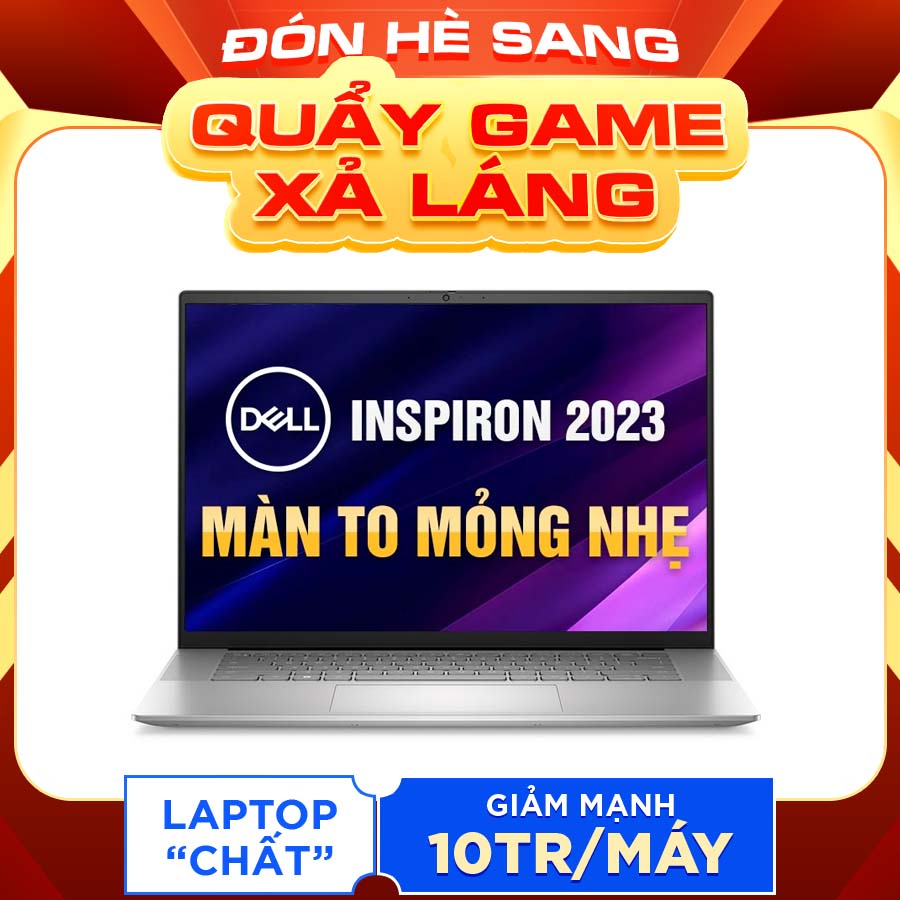 ĐÓN HÈ SANG
QUẨY GAME
XẢ LÁNG
DELL INSPIRON 2023
MÀN TO MỎNG NHẸ
LAPTOP
“CHẤT”
GIẢM MẠNH
10TR/MÁY